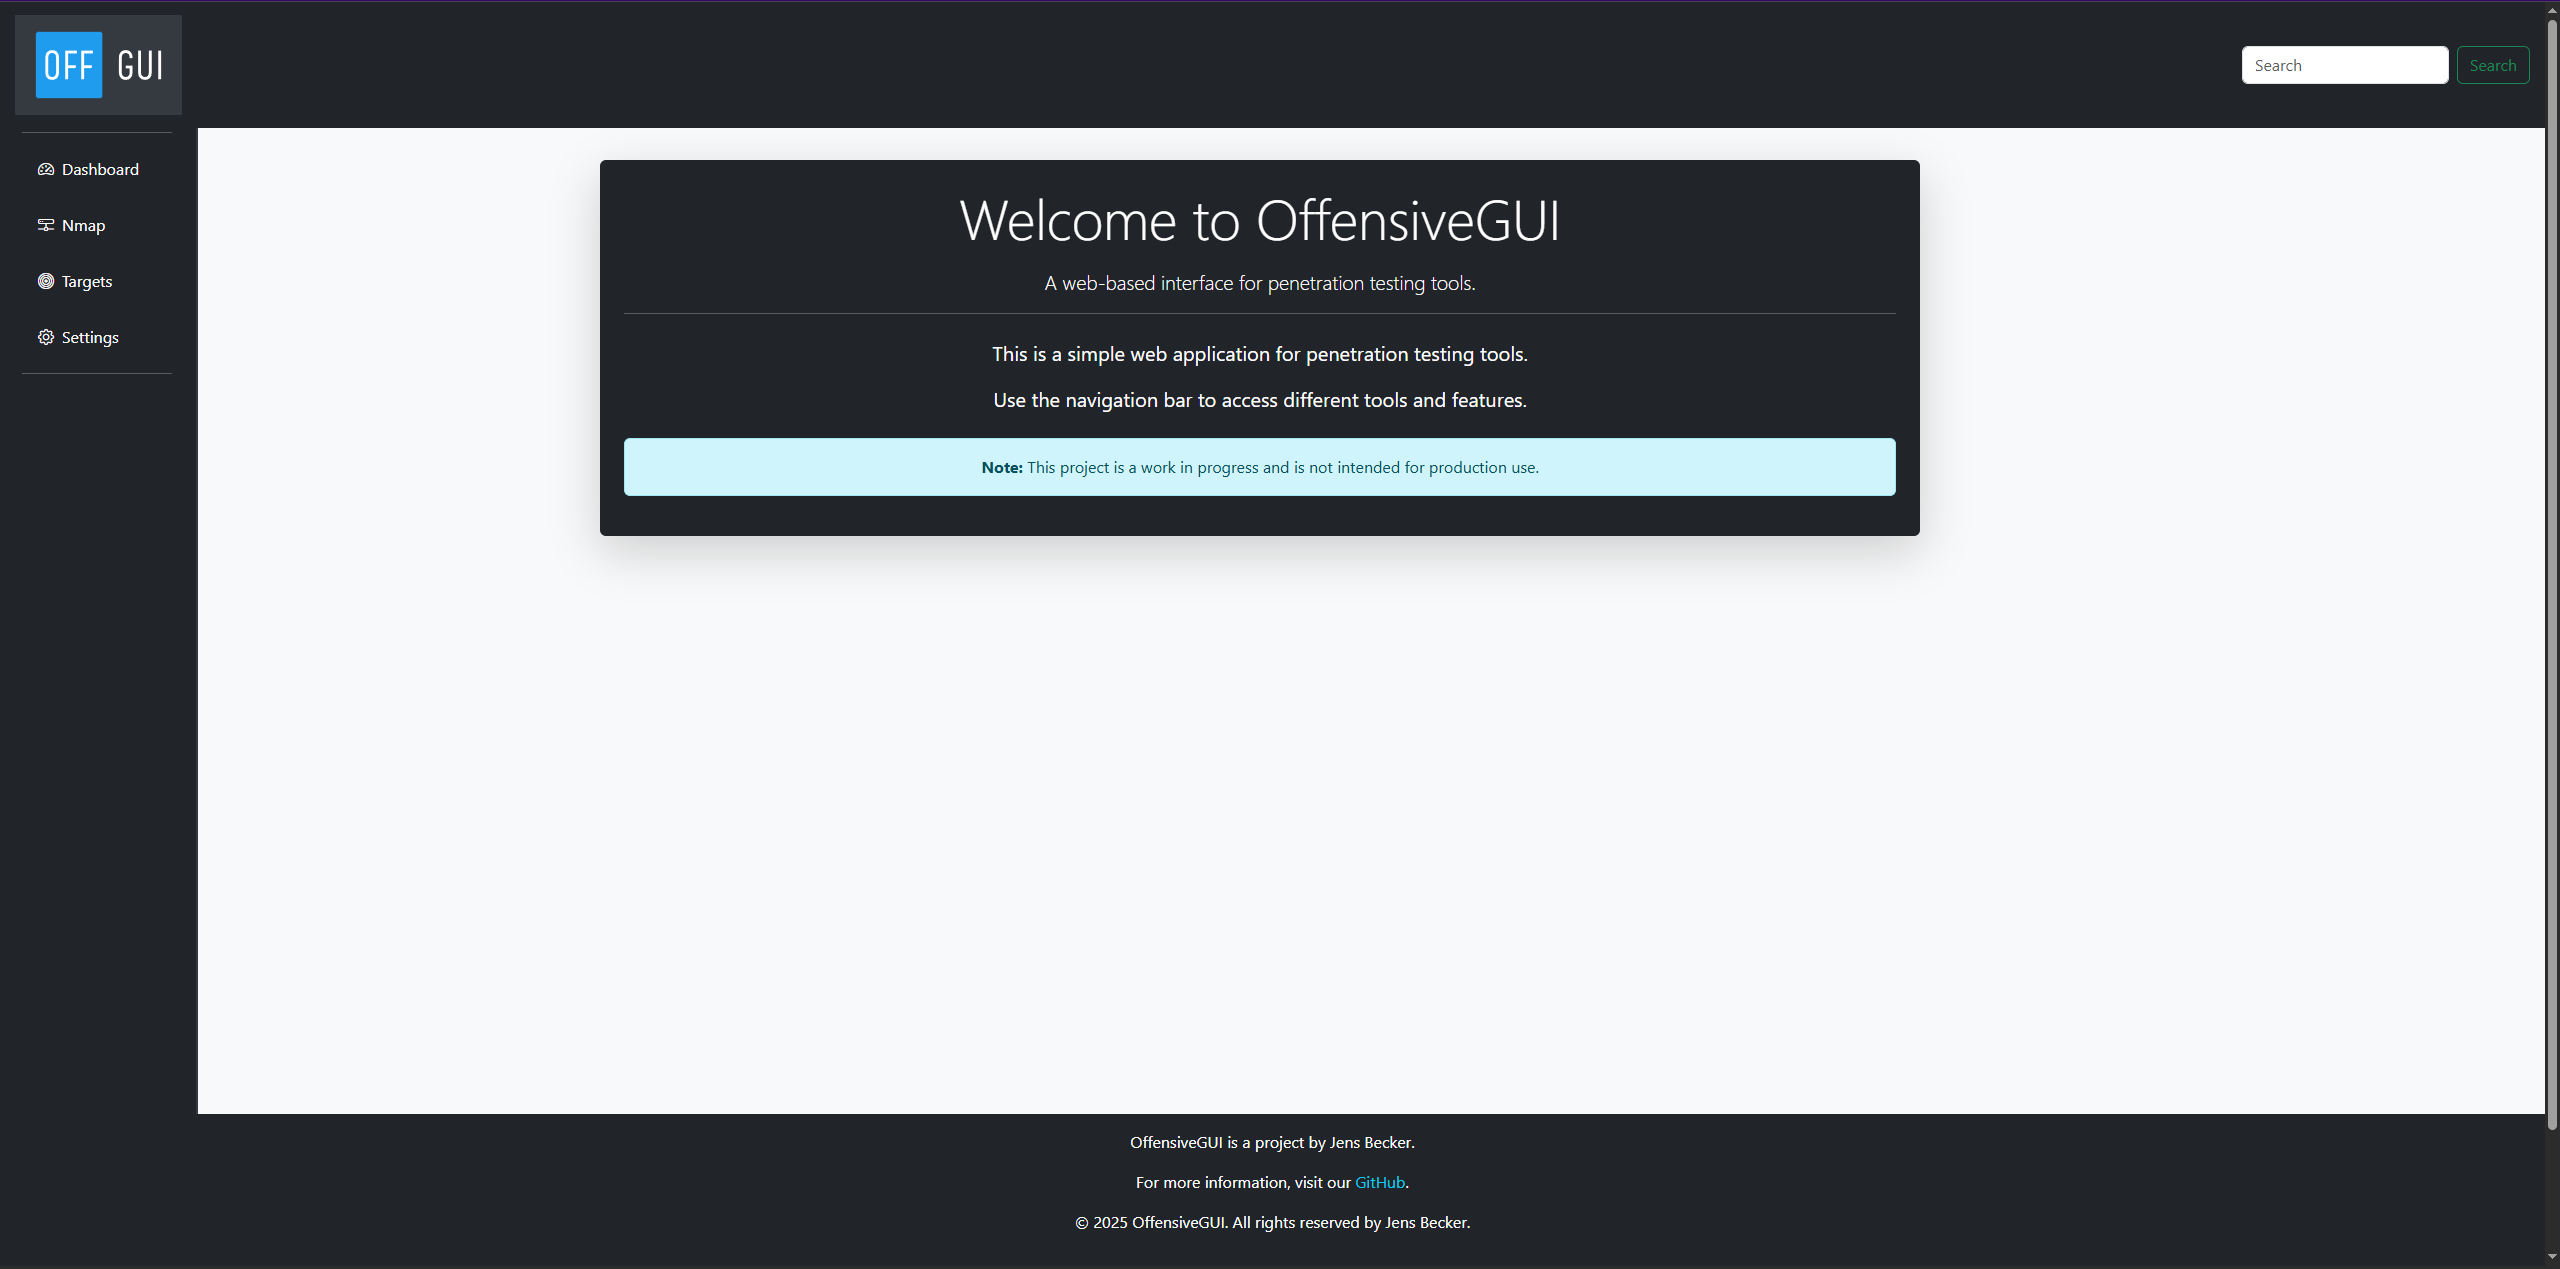 OFF GUI
Search
Search
Dashboard
Nmap
Targets
Settings
Welcome to OffensiveGUI
A web-based interface for penetration testing tools.
This is a simple web application for penetration testing tools.
Use the navigation bar to access different tools and features.
Note: This project is a work in progress and is not intended for production use.
OffensiveGUI is a project by Jens Becker.
For more information, visit our GitHub.
© 2025 OffensiveGUI. All rights reserved by Jens Becker.